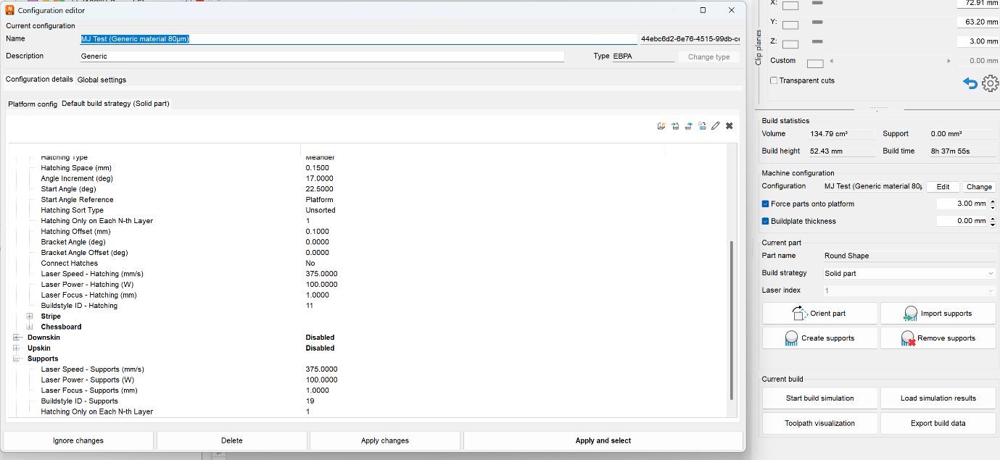 Configuration editor
Current configuration
Name MJ Test (Generic material 80µm) 44ebc6d2-6e76-4515-99db-ce
Description Generic Type EBPA Change type
Configuration details Global settings
Platform config Default build strategy (Solid part)
Hatching Type Meander
Hatching Space (mm) 0.1500
Angle Increment (deg) 17.0000
Start Angle (deg) 22.5000
Start Angle Reference Platform
Hatching Sort Type Unsorted
Hatching Only on Each N-th Layer 1
Hatching Offset (mm) 0.1000
Bracket Angle (deg) 0.0000
Bracket Angle Offset (deg) 0.0000
Connect Hatches No
Laser Speed - Hatching (mm/s) 375.0000
Laser Power - Hatching (W) 100.0000
Laser Focus - Hatching (mm) 1.0000
Buildstyle ID - Hatching 11
Stripe
Chessboard
Downskin Disabled
Upskin Disabled
Supports
Laser Speed - Supports (mm/s) 375.0000
Laser Power - Supports (W) 100.0000
Laser Focus - Supports (mm) 1.0000
Buildstyle ID - Supports 19
Hatching Only on Each N-th Layer 1
Ignore changes Delete Apply changes Apply and select
Clip planes
X: 72.91 mm
Y: 63.20 mm
Z: 3.00 mm
Custom 0.00 mm
Transparent cuts
Build statistics
Volume 134.79 cm³ Support 0.00 mm³
Build height 52.43 mm Build time 8h 37m 55s
Machine configuration
Configuration MJ Test (Generic material 80µ Edit Change
Force parts onto platform 3.00 mm
Buildplate thickness 0.00 mm
Current part
Part name Round Shape
Build strategy Solid part
Laser index 1
Orient part Import supports
Create supports Remove supports
Current build
Start build simulation Load simulation results
Toolpath visualization Export build data